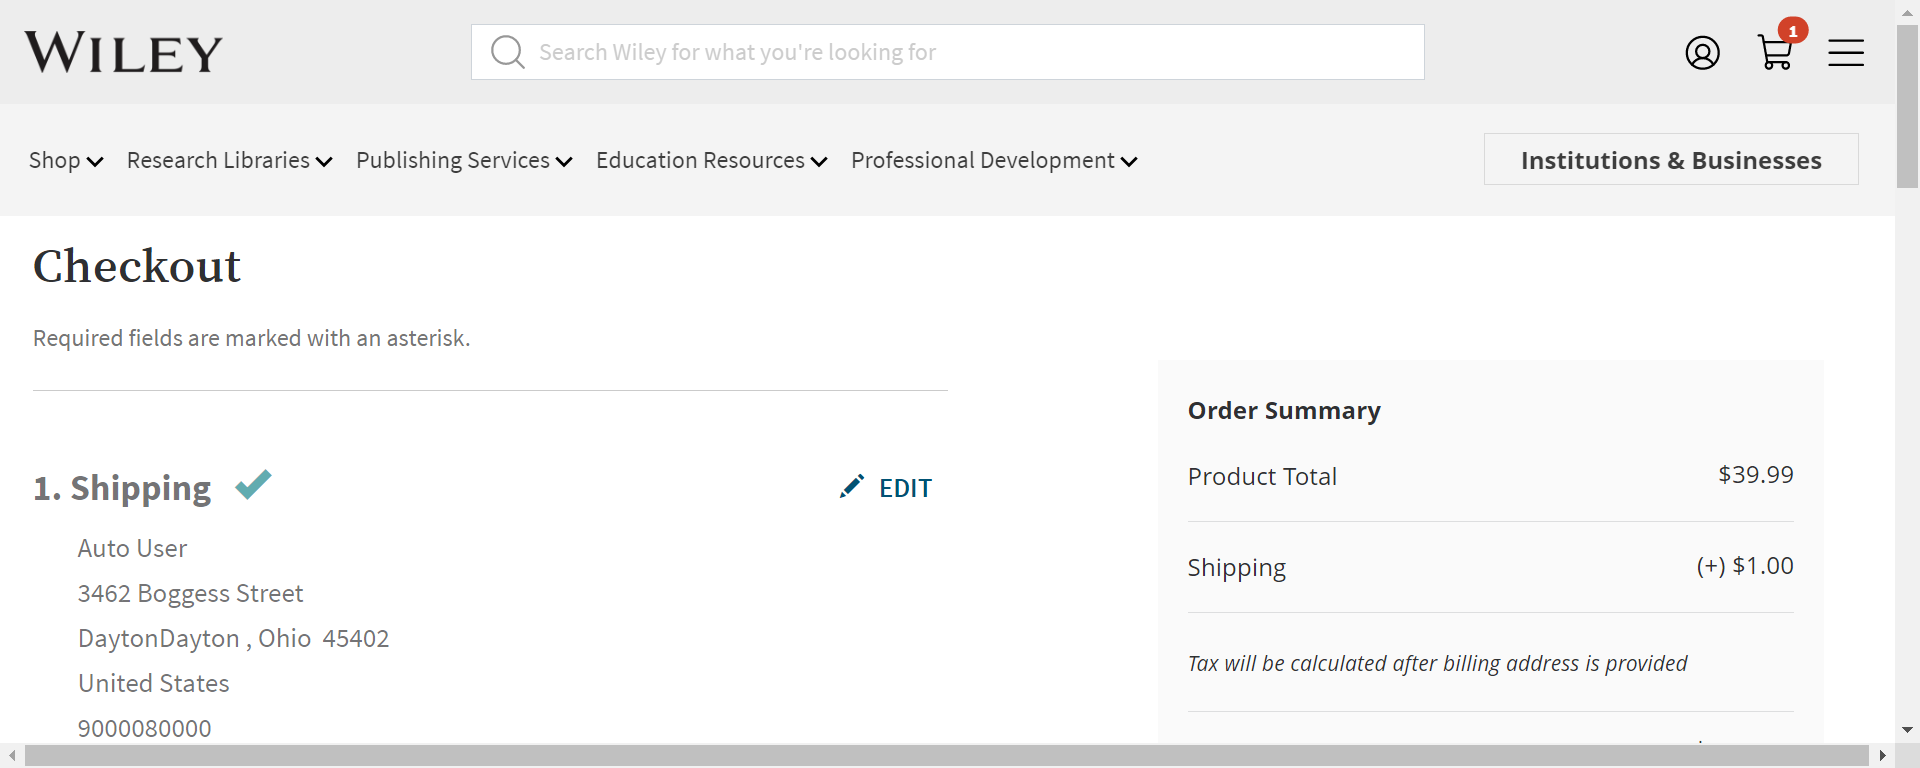 WILEY
Search Wiley for what you're looking for
1
Shop Research Libraries Publishing Services Education Resources Professional Development
Institutions & Businesses
Checkout
Required fields are marked with an asterisk.
1. Shipping
EDIT
Auto User
3462 Boggess Street
DaytonDayton , Ohio 45402
United States
9000080000
Order Summary
Product Total $39.99
Shipping (+) $1.00
Tax will be calculated after billing address is provided